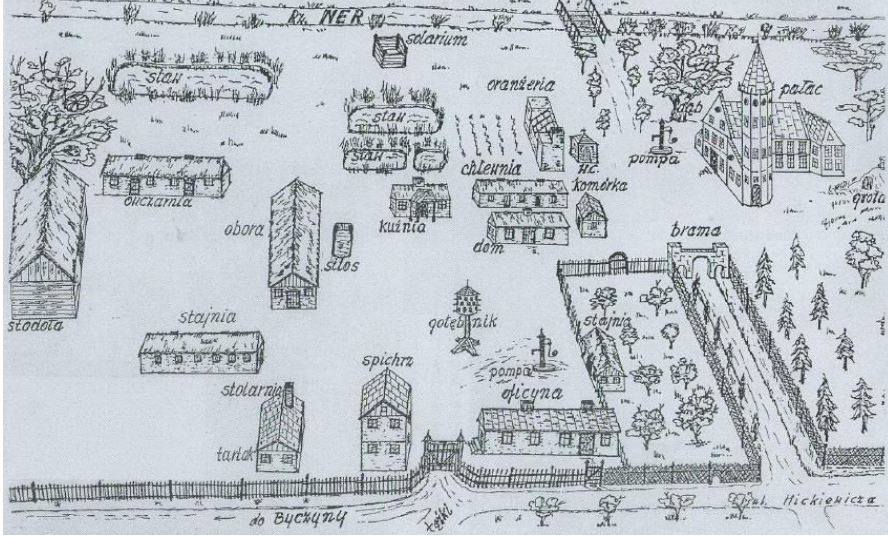 Rz. NER
solarium
staw
pałac
oranżeria
staw
dąb
staw
pompa
chlewnia
W.C.
komórka
grota
owczarnia
obora
kuźnia
dom
brama
silos
stodoła
stajnia
gołębnik
stajnia
spichrz
pompa
stolarnia
oficyna
tartak
ul. Mickiewicza
do Byczyny